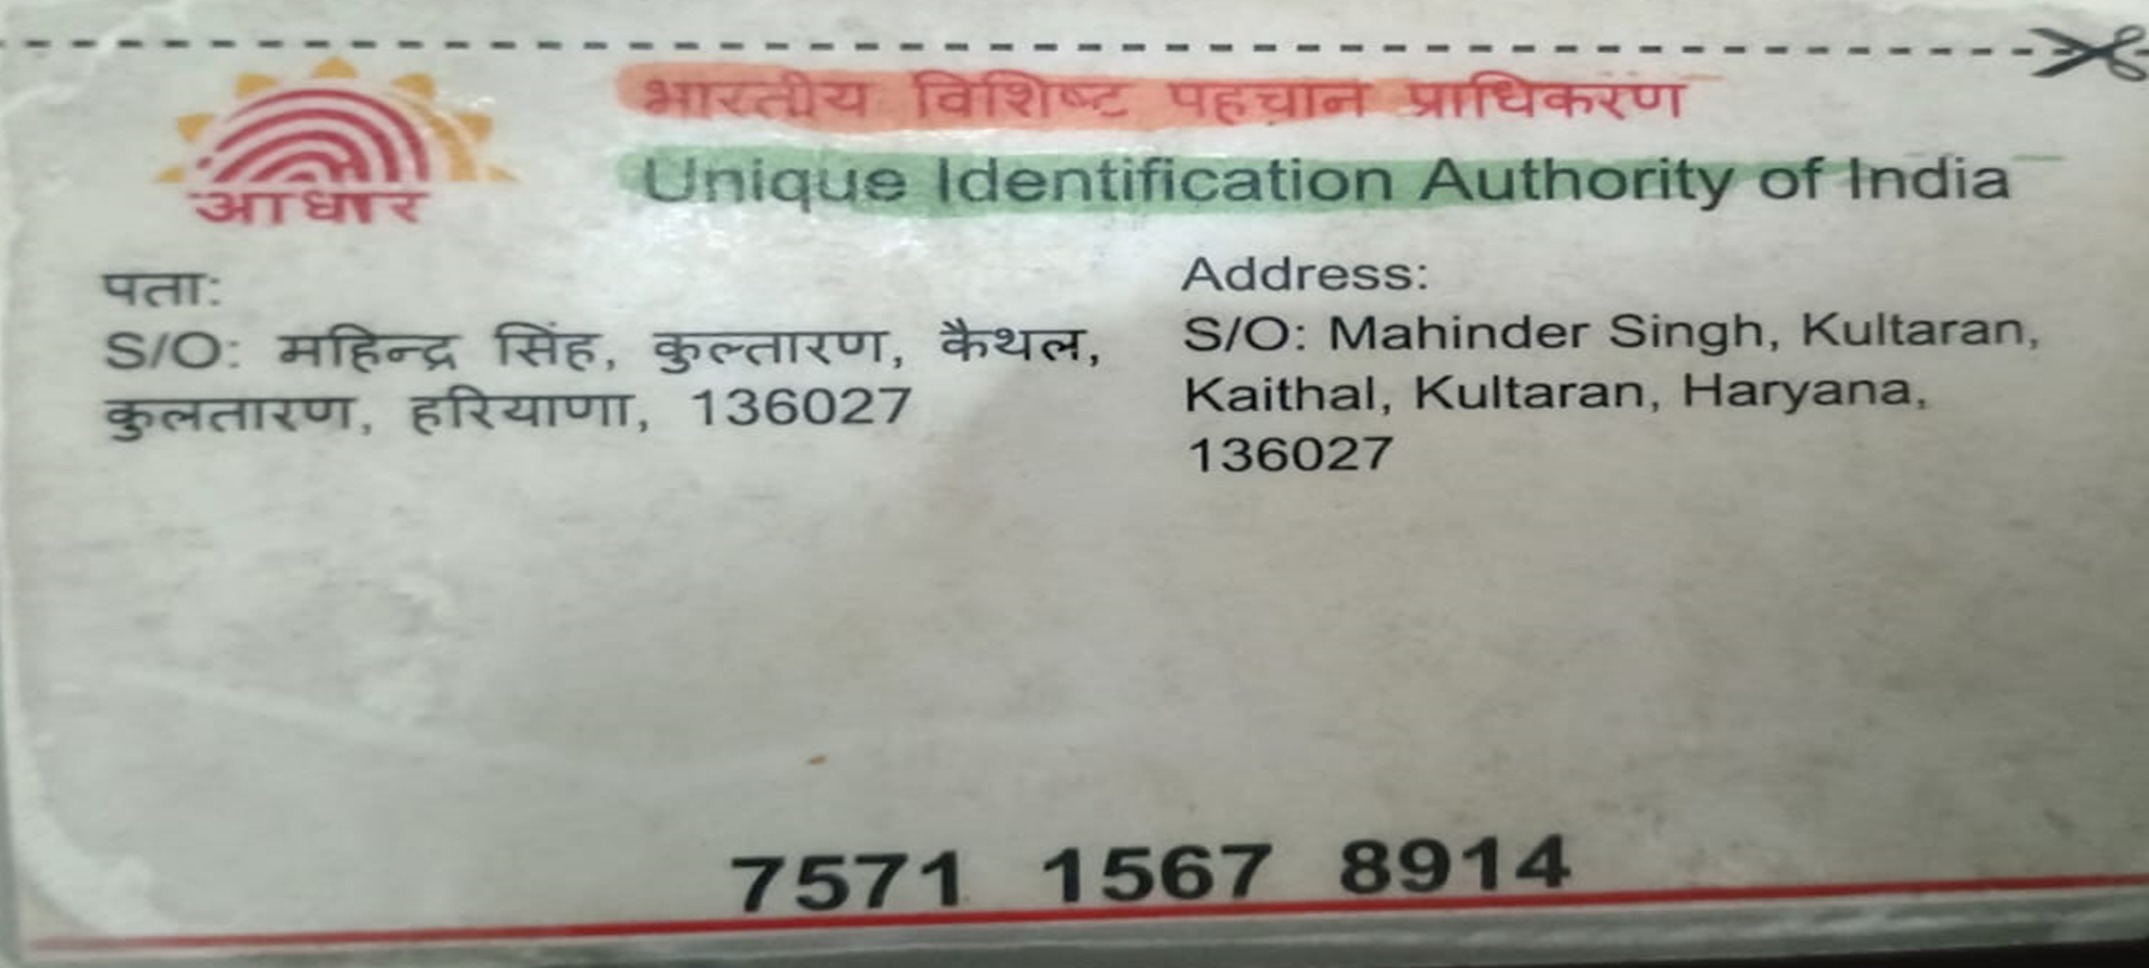 भारतीय विशिष्ट पहचान प्राधिकरण
Unique Identification Authority of India
आधार
पता:
S/O: महिन्द्र सिंह, कुल्तारण, कैथल,
कुलतारण, हरियाणा, 136027
Address:
S/O: Mahinder Singh, Kultaran,
Kaithal, Kultaran, Haryana,
136027
7571 1567 8914